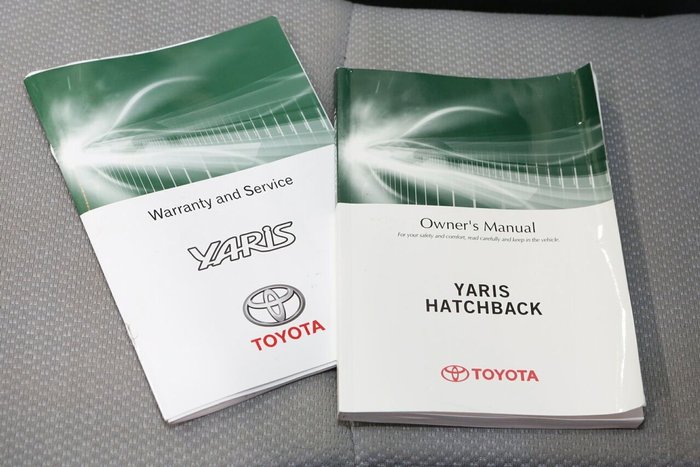 Warranty and Service
YARIS
TOYOTA
Owner's Manual
For your safety and comfort, read carefully and keep in the vehicle.
YARIS
HATCHBACK
TOYOTA